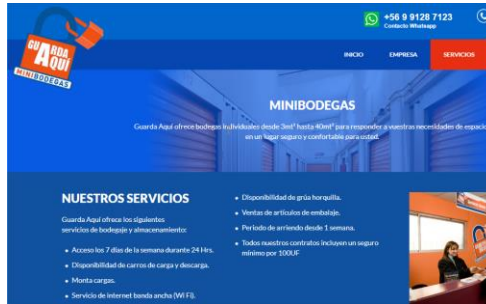 GUARDA
AQUÍ
MINIBODEGAS
+56 9 9128 7123
Contacto Whatsapp
INICIO
EMPRESA
SERVICIOS
MINIBODEGAS
Guarda Aquí ofrece bodegas individuales desde 3mt² hasta 40mt² para responder a vuestras necesidades de espacio
en un lugar seguro y confortable para usted.
NUESTROS SERVICIOS
Guarda Aquí ofrece los siguientes
servicios de bodegaje y almacenamiento:
• Acceso los 7 días de la semana durante 24 Hrs.
• Disponibilidad de carros de carga y descarga.
• Monta cargas.
• Servicio de internet banda ancha (WI FI).
• Disponibilidad de grúa horquilla.
• Ventas de artículos de embalaje.
• Periodo de arriendo desde 1 semana.
• Todos nuestros contratos incluyen un seguro
mínimo por 100UF